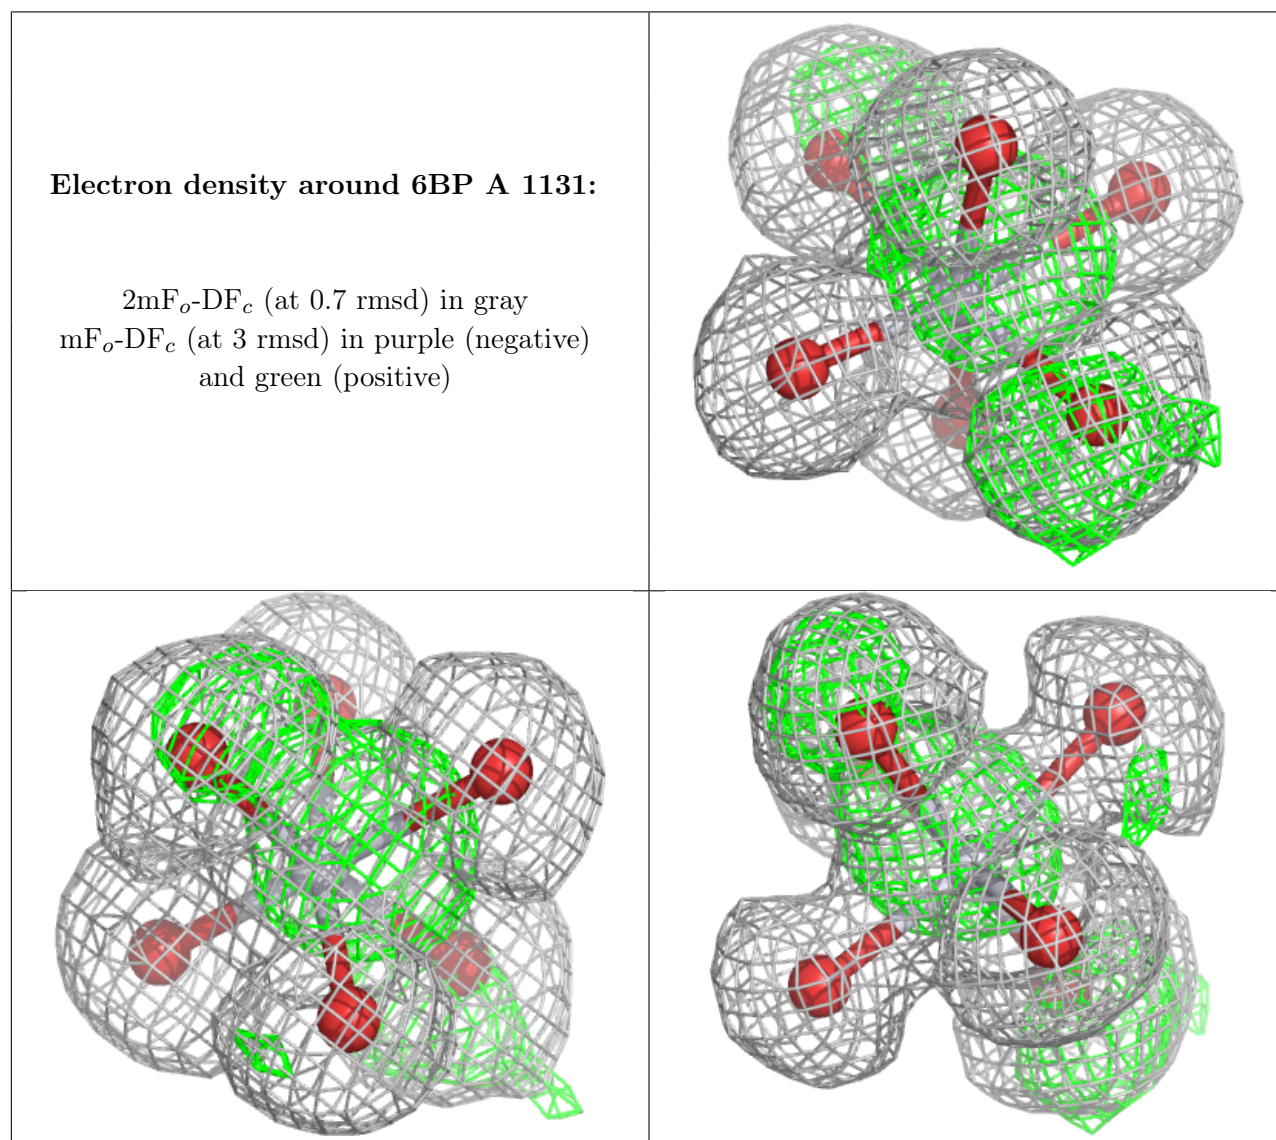 Electron density around 6BP A 1131:
2mFo-DFc (at 0.7 rmsd) in gray
mFo-DFc (at 3 rmsd) in purple (negative)
and green (positive)